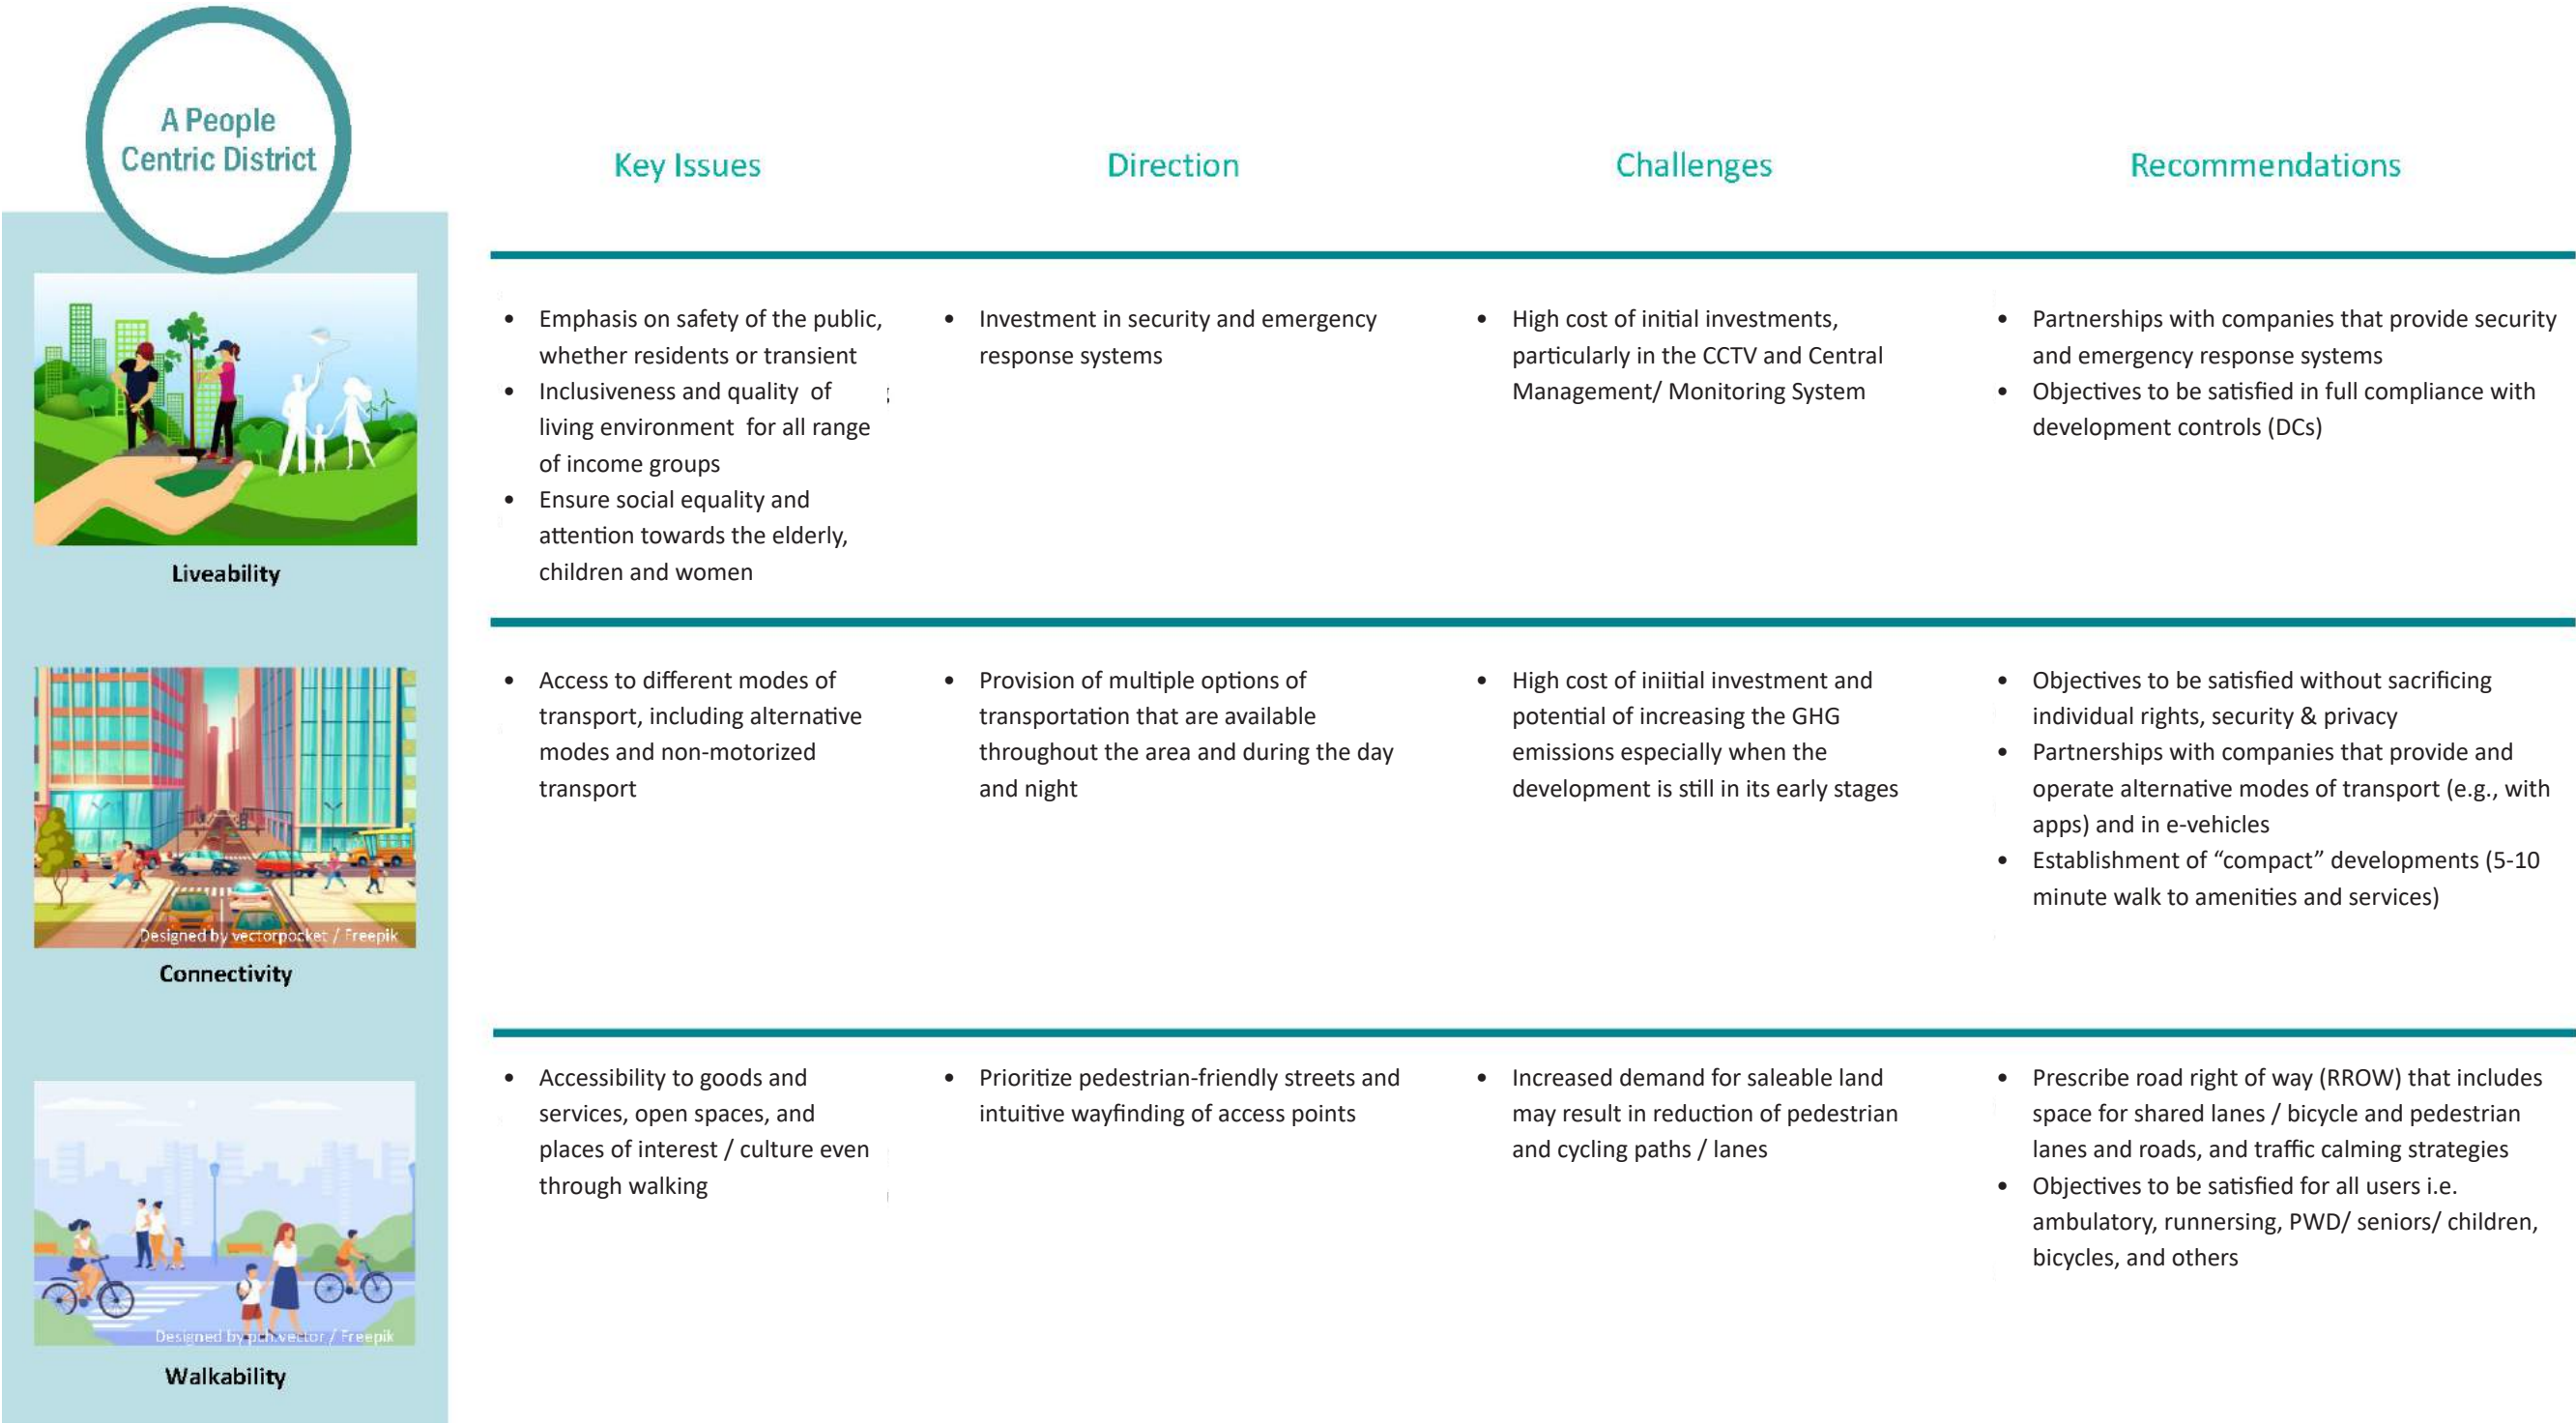 A People
Centric District
Key Issues
Direction
Challenges
Recommendations
Liveability
• Emphasis on safety of the public,
whether residents or transient
• Inclusiveness and quality of
living environment for all range
of income groups
• Ensure social equality and
attention towards the elderly,
children and women
• Investment in security and emergency
response systems
• High cost of initial investments,
particularly in the CCTV and Central
Management/ Monitoring System
• Partnerships with companies that provide security
and emergency response systems
• Objectives to be satisfied in full compliance with
development controls (DCs)
Designed by vectorpocket / Freepik
Connectivity
• Access to different modes of
transport, including alternative
modes and non-motorized
transport
• Provision of multiple options of
transportation that are available
throughout the area and during the day
and night
• High cost of iniitial investment and
potential of increasing the GHG
emissions especially when the
development is still in its early stages
• Objectives to be satisfied without sacrificing
individual rights, security & privacy
• Partnerships with companies that provide and
operate alternative modes of transport (e.g., with
apps) and in e-vehicles
• Establishment of “compact” developments (5-10
minute walk to amenities and services)
Designed by pch.vector / Freepik
Walkability
• Accessibility to goods and
services, open spaces, and
places of interest / culture even
through walking
• Prioritize pedestrian-friendly streets and
intuitive wayfinding of access points
• Increased demand for saleable land
may result in reduction of pedestrian
and cycling paths / lanes
• Prescribe road right of way (RROW) that includes
space for shared lanes / bicycle and pedestrian
lanes and roads, and traffic calming strategies
• Objectives to be satisfied for all users i.e.
ambulatory, runnersing, PWD/ seniors/ children,
bicycles, and others